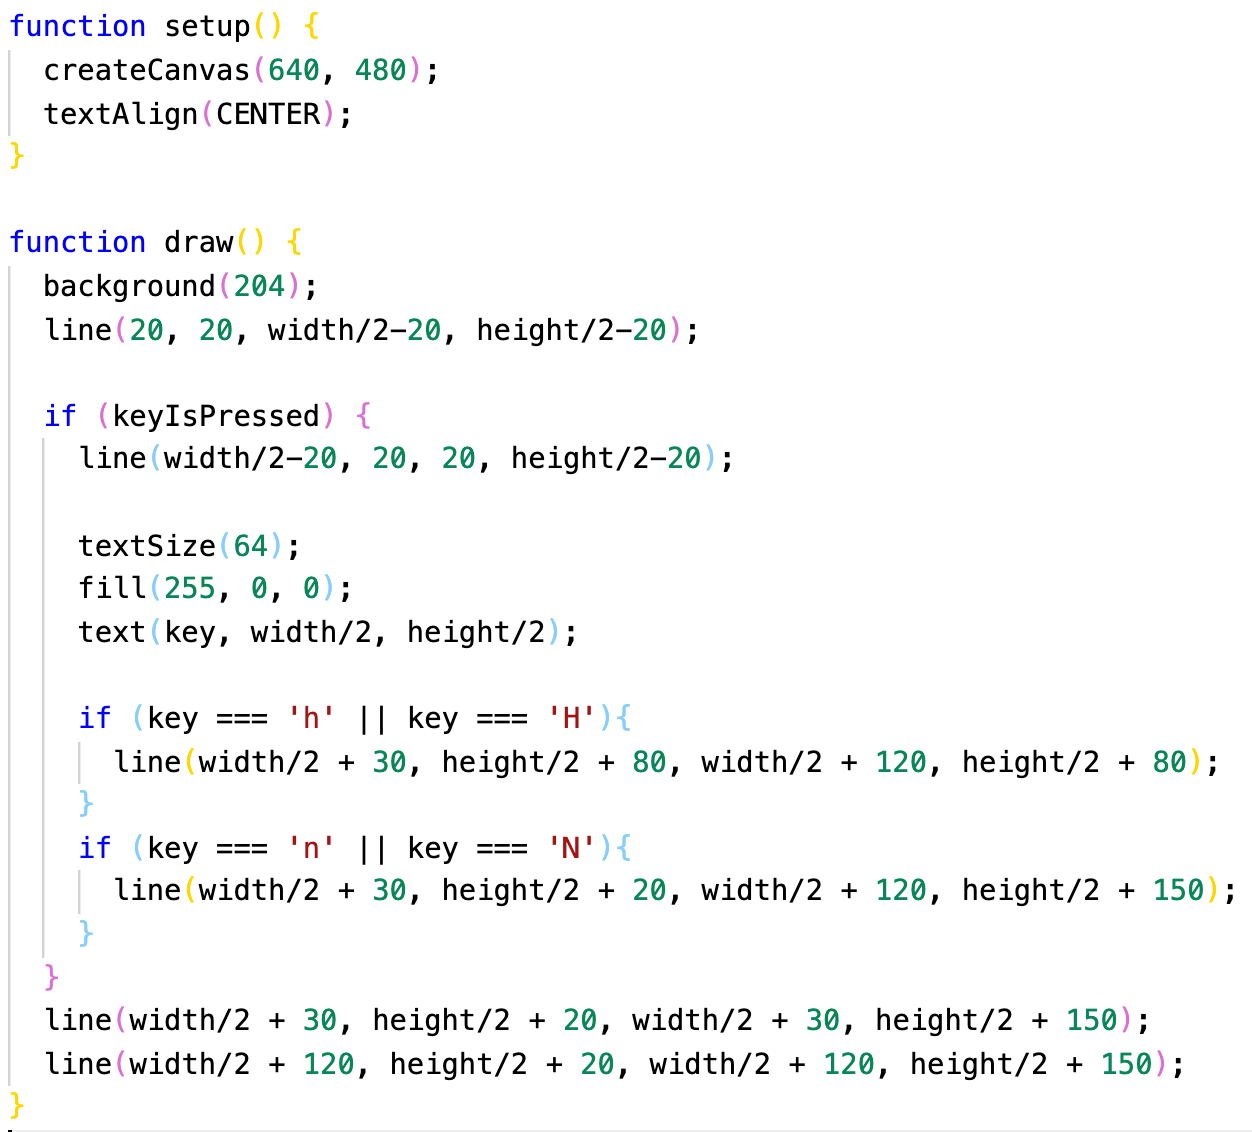 function setup() {
  createCanvas(640, 480);
  textAlign(CENTER);
}

function draw() {
  background(204);
  line(20, 20, width/2-20, height/2-20);

  if (keyIsPressed) {
    line(width/2-20, 20, 20, height/2-20);

    textSize(64);
    fill(255, 0, 0);
    text(key, width/2, height/2);

    if (key === 'h' || key === 'H'){
      line(width/2 + 30, height/2 + 80, width/2 + 120, height/2 + 80);
    }
    if (key === 'n' || key === 'N'){
      line(width/2 + 30, height/2 + 20, width/2 + 120, height/2 + 150);
    }
  }
  line(width/2 + 30, height/2 + 20, width/2 + 30, height/2 + 150);
  line(width/2 + 120, height/2 + 20, width/2 + 120, height/2 + 150);
}